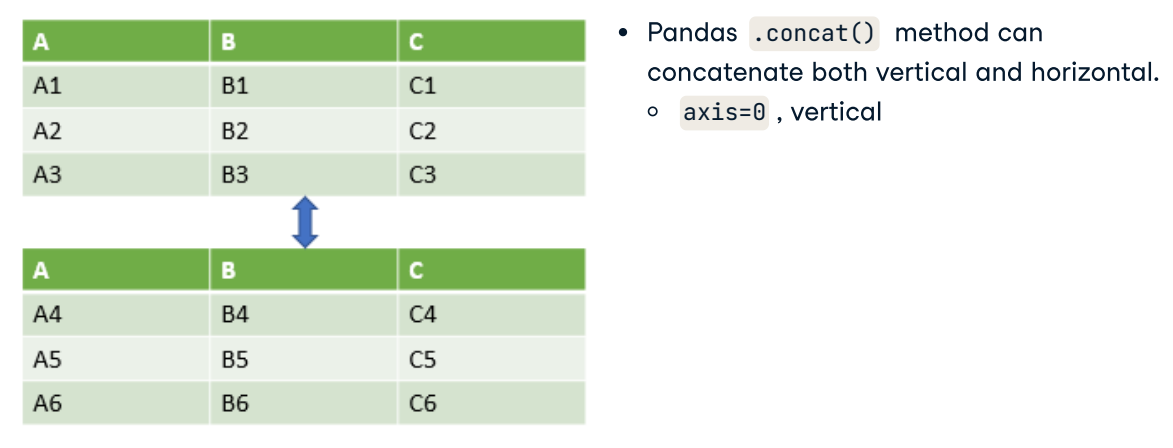 A B C
A1 B1 C1
A2 B2 C2
A3 B3 C3
A B C
A4 B4 C4
A5 B5 C5
A6 B6 C6
• Pandas .concat() method can
concatenate both vertical and horizontal.
○ axis=0 , vertical